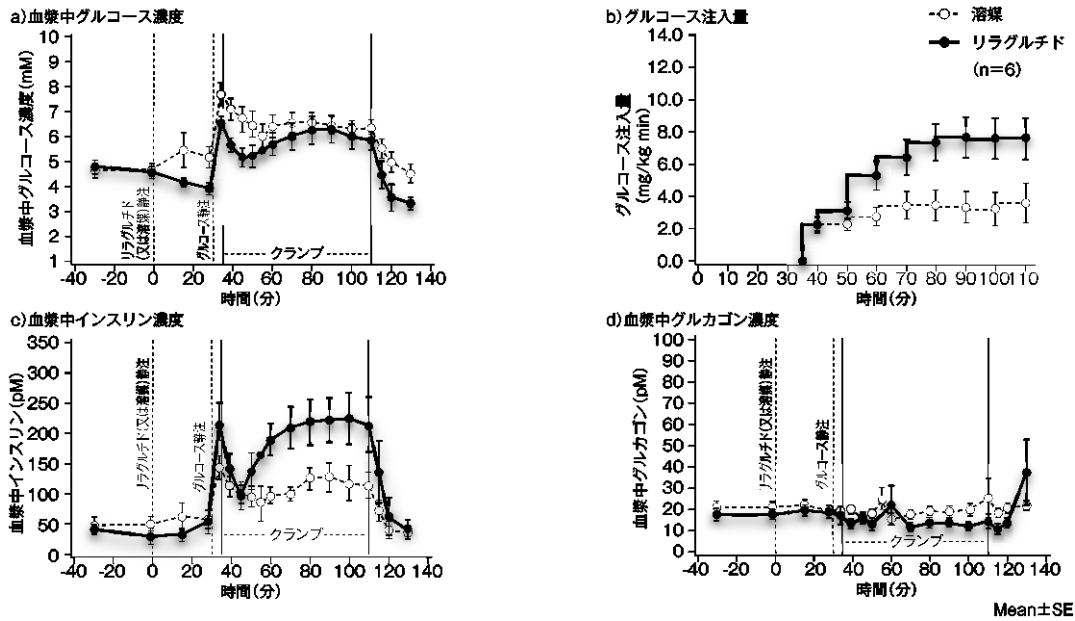 a)血漿中グルコース濃度
血漿中グルコース濃度(mM)
10
9
8
7
6
5
4
3
2
1
リラグルチド
(又は溶媒)静注
グルコース静注
クランプ
-40 -20 0 20 40 60 80 100 120 140
時間(分)
b)グルコース注入量
溶媒
リラグルチド
(n=6)
グルコース注入量
(mg/kg min)
14.0
12.0
10.0
8.0
6.0
4.0
2.0
0.0
0 10 20 30 40 50 60 70 80 90 100 110
時間(分)
c)血漿中インスリン濃度
血漿中インスリン(pM)
350
300
250
200
150
100
50
0
リラグルチド(又は溶媒)静注
グルコース静注
クランプ
-40 -20 0 20 40 60 80 100 120 140
時間(分)
d)血漿中グルカゴン濃度
血漿中グルカゴン(pM)
100
90
80
70
60
50
40
30
20
10
0
リラグルチド(又は溶媒)静注
グルコース静注
クランプ
-40 -20 0 20 40 60 80 100 120 140
時間(分)
Mean±SE